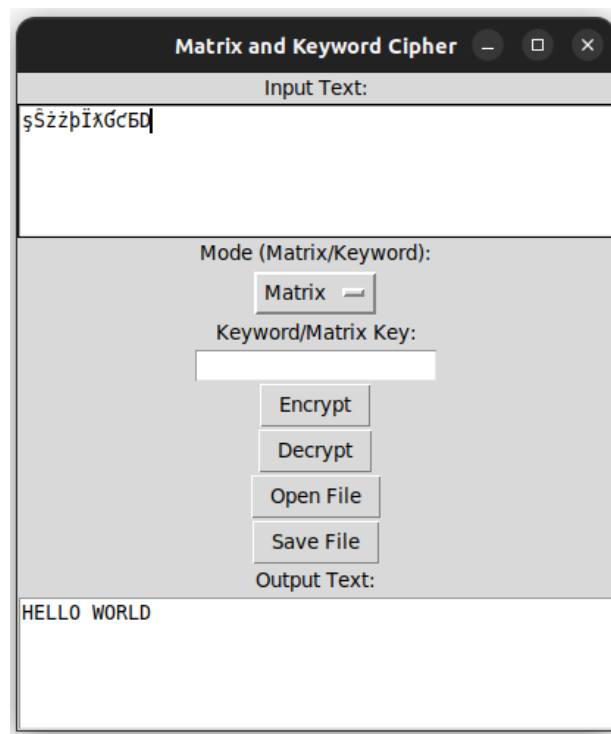 Matrix and Keyword Cipher
Input Text:
şŜżżþÏƛƓƈƂD
Mode (Matrix/Keyword):
Matrix
Keyword/Matrix Key:
Encrypt
Decrypt
Open File
Save File
Output Text:
HELLO WORLD